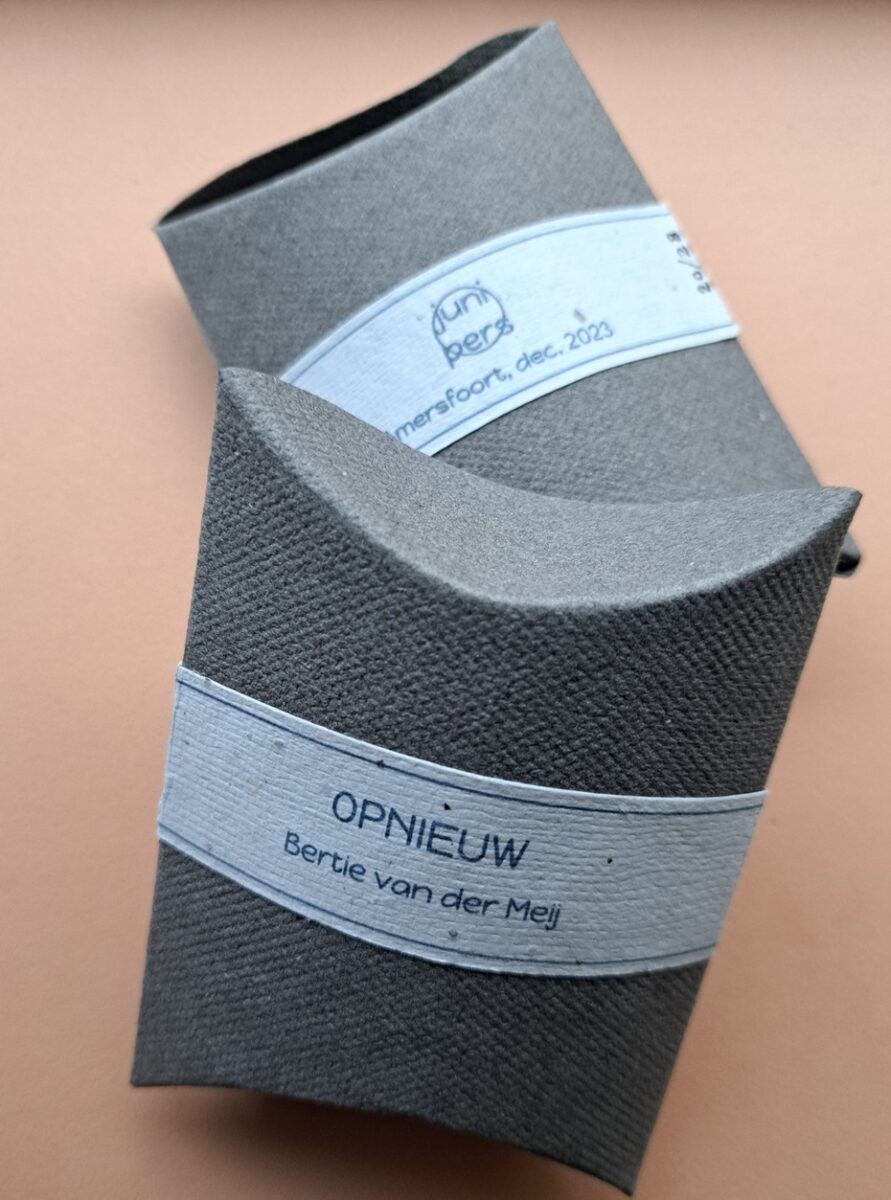 juni
pers
mersfoort, dec. 2023
OPNIEUW
Bertie van der Meij